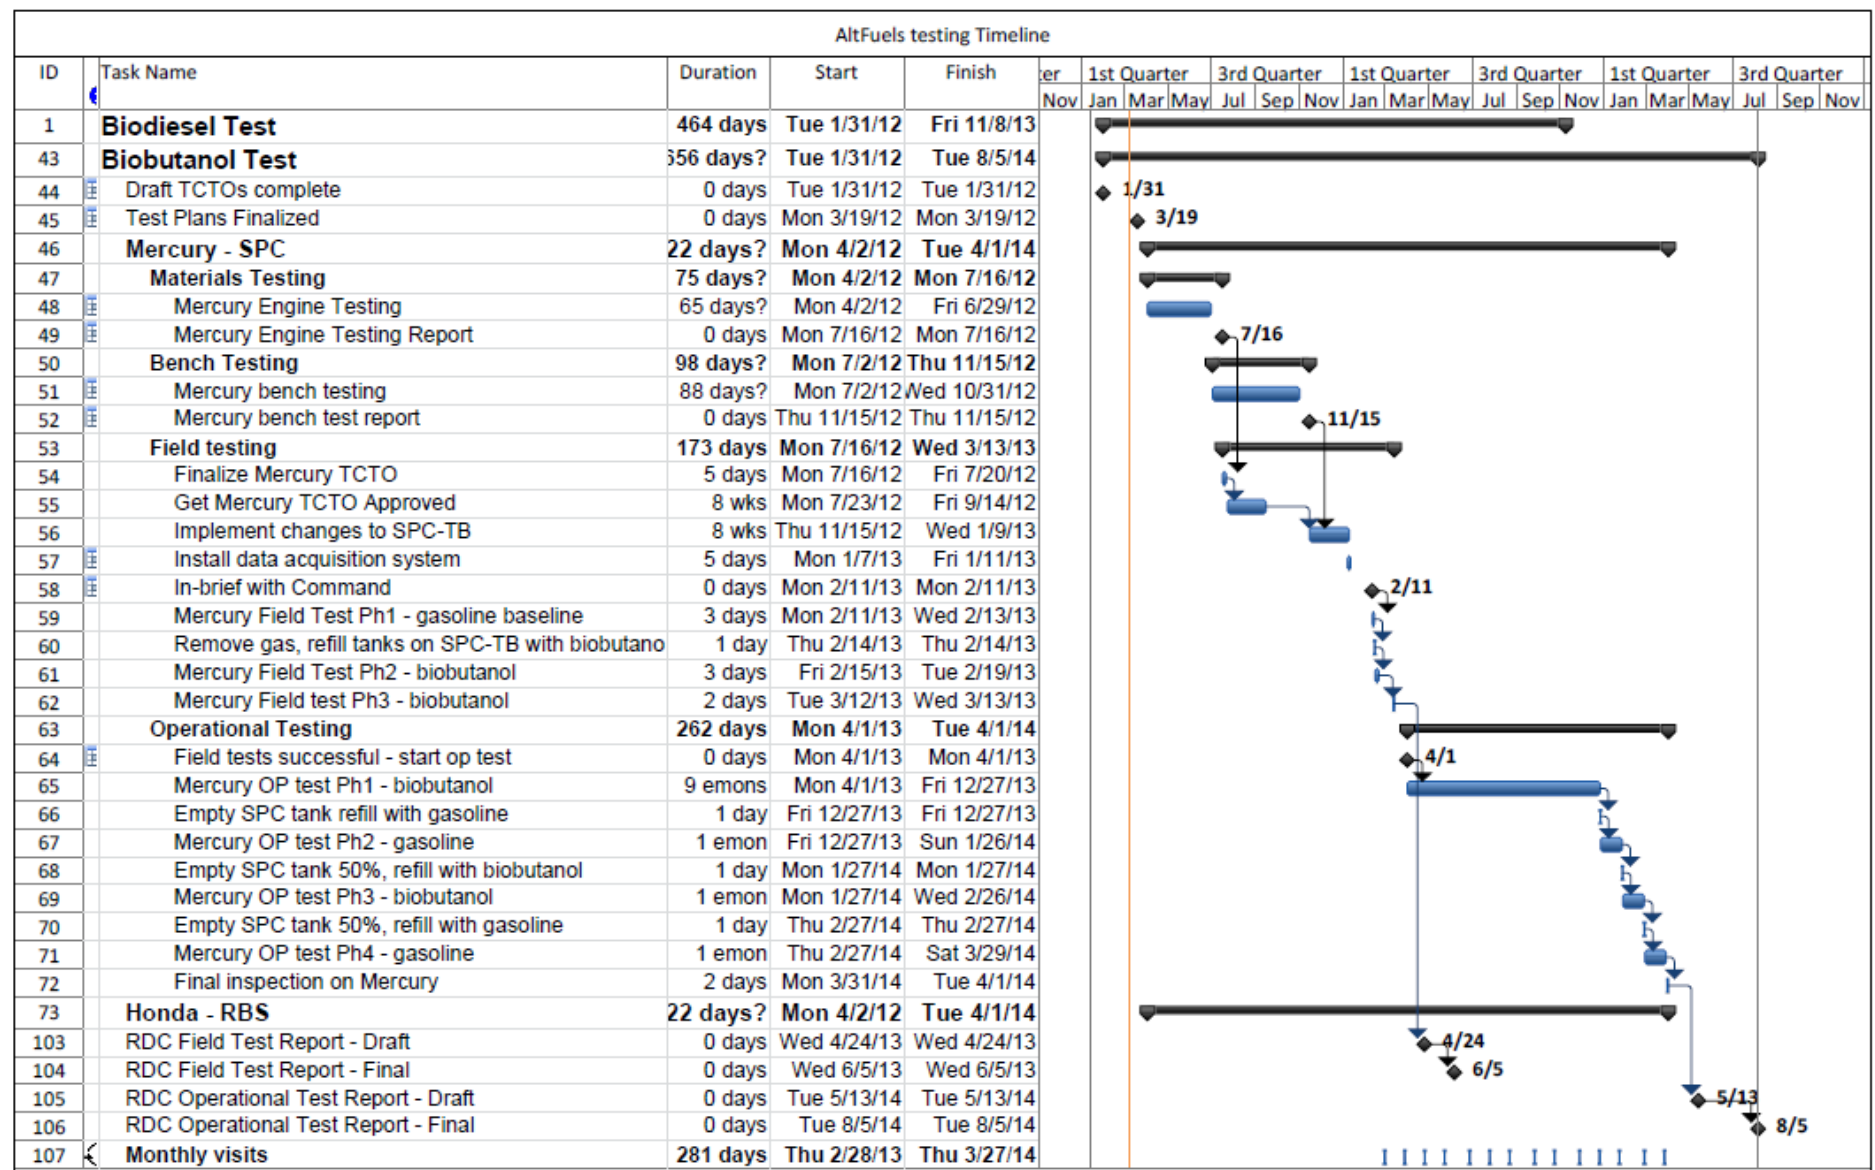 AltFuels testing Timeline
ID Task Name Duration Start Finish er 1st Quarter 3rd Quarter 1st Quarter 3rd Quarter 1st Quarter 3rd Quarter
Nov Jan Mar May Jul Sep Nov Jan Mar May Jul Sep Nov Jan Mar May Jul Sep Nov
1 Biodiesel Test 464 days Tue 1/31/12 Fri 11/8/13
43 Biobutanol Test 656 days? Tue 1/31/12 Tue 8/5/14
44 Draft TCTOs complete 0 days Tue 1/31/12 Tue 1/31/12 1/31
45 Test Plans Finalized 0 days Mon 3/19/12 Mon 3/19/12 3/19
46 Mercury - SPC 22 days? Mon 4/2/12 Tue 4/1/14
47 Materials Testing 75 days? Mon 4/2/12 Mon 7/16/12
48 Mercury Engine Testing 65 days? Mon 4/2/12 Fri 6/29/12
49 Mercury Engine Testing Report 0 days Mon 7/16/12 Mon 7/16/12 7/16
50 Bench Testing 98 days? Mon 7/2/12 Thu 11/15/12
51 Mercury bench testing 88 days? Mon 7/2/12 Wed 10/31/12
52 Mercury bench test report 0 days Thu 11/15/12 Thu 11/15/12 11/15
53 Field testing 173 days Mon 7/16/12 Wed 3/13/13
54 Finalize Mercury TCTO 5 days Mon 7/16/12 Fri 7/20/12
55 Get Mercury TCTO Approved 8 wks Mon 7/23/12 Fri 9/14/12
56 Implement changes to SPC-TB 8 wks Thu 11/15/12 Wed 1/9/13
57 Install data acquisition system 5 days Mon 1/7/13 Fri 1/11/13
58 In-brief with Command 0 days Mon 2/11/13 Mon 2/11/13 2/11
59 Mercury Field Test Ph1 - gasoline baseline 3 days Mon 2/11/13 Wed 2/13/13
60 Remove gas, refill tanks on SPC-TB with biobutano 1 day Thu 2/14/13 Thu 2/14/13
61 Mercury Field Test Ph2 - biobutanol 3 days Fri 2/15/13 Tue 2/19/13
62 Mercury Field test Ph3 - biobutanol 2 days Tue 3/12/13 Wed 3/13/13
63 Operational Testing 262 days Mon 4/1/13 Tue 4/1/14
64 Field tests successful - start op test 0 days Mon 4/1/13 Mon 4/1/13 4/1
65 Mercury OP test Ph1 - biobutanol 9 emons Mon 4/1/13 Fri 12/27/13
66 Empty SPC tank refill with gasoline 1 day Fri 12/27/13 Fri 12/27/13
67 Mercury OP test Ph2 - gasoline 1 emon Fri 12/27/13 Sun 1/26/14
68 Empty SPC tank 50%, refill with biobutanol 1 day Mon 1/27/14 Mon 1/27/14
69 Mercury OP test Ph3 - biobutanol 1 emon Mon 1/27/14 Wed 2/26/14
70 Empty SPC tank 50%, refill with gasoline 1 day Thu 2/27/14 Thu 2/27/14
71 Mercury OP test Ph4 - gasoline 1 emon Thu 2/27/14 Sat 3/29/14
72 Final inspection on Mercury 2 days Mon 3/31/14 Tue 4/1/14
73 Honda - RBS 22 days? Mon 4/2/12 Tue 4/1/14
103 RDC Field Test Report - Draft 0 days Wed 4/24/13 Wed 4/24/13 4/24
104 RDC Field Test Report - Final 0 days Wed 6/5/13 Wed 6/5/13 6/5
105 RDC Operational Test Report - Draft 0 days Tue 5/13/14 Tue 5/13/14 5/13
106 RDC Operational Test Report - Final 0 days Tue 8/5/14 Tue 8/5/14 8/5
107 Monthly visits 281 days Thu 2/28/13 Thu 3/27/14